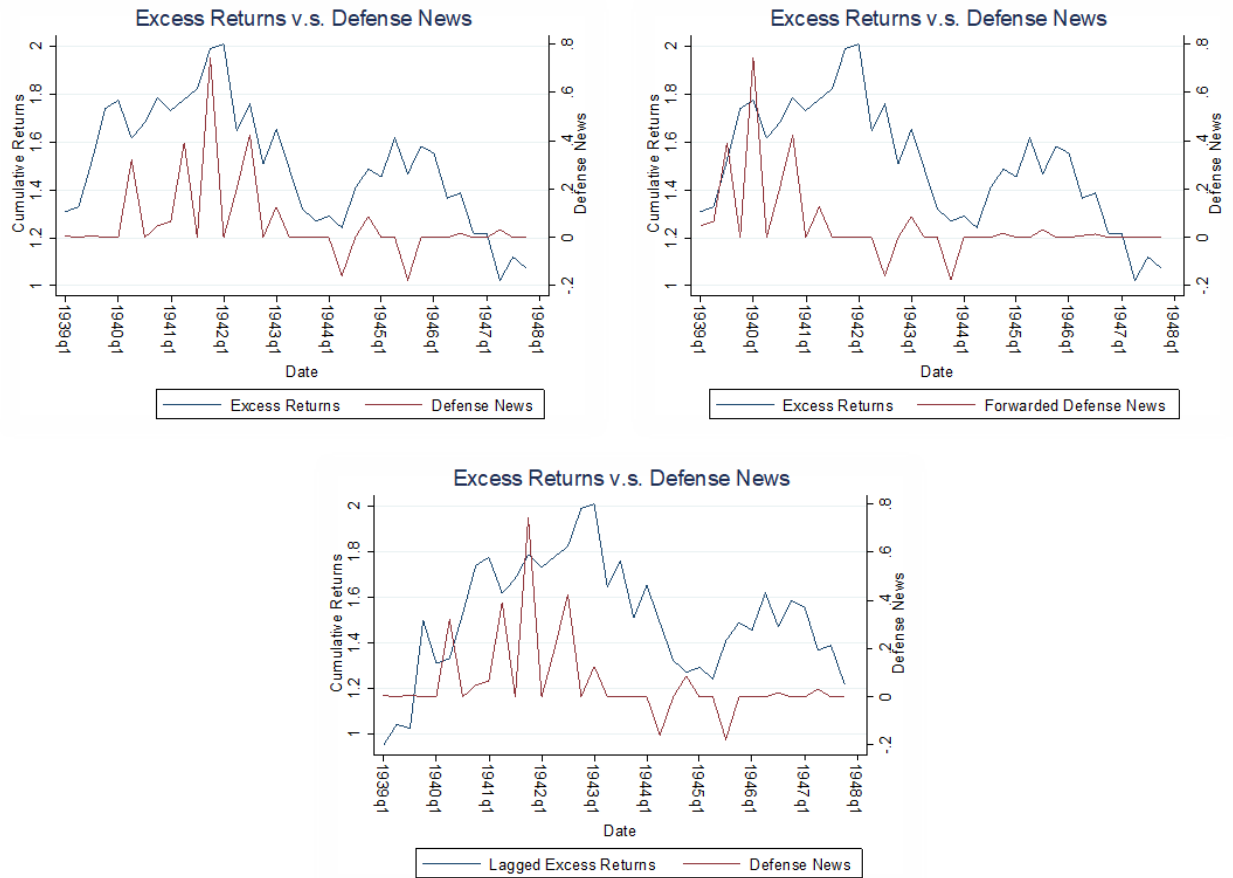 Excess Returns v.s. Defense News
Cumulative Returns
1 1.2 1.4 1.6 1.8 2
-.2 0 .2 .4 .6 .8
Defense News
1939q1 1940q1 1941q1 1942q1 1943q1 1944q1 1945q1 1946q1 1947q1 1948q1
Date
Excess Returns Defense News
Excess Returns v.s. Defense News
Cumulative Returns
1 1.2 1.4 1.6 1.8 2
-.2 0 .2 .4 .6 .8
Defense News
1939q1 1940q1 1941q1 1942q1 1943q1 1944q1 1945q1 1946q1 1947q1 1948q1
Date
Excess Returns Forwarded Defense News
Excess Returns v.s. Defense News
Cumulative Returns
1 1.2 1.4 1.6 1.8 2
-.2 0 .2 .4 .6 .8
Defense News
1939q1 1940q1 1941q1 1942q1 1943q1 1944q1 1945q1 1946q1 1947q1 1948q1
Date
Lagged Excess Returns Defense News